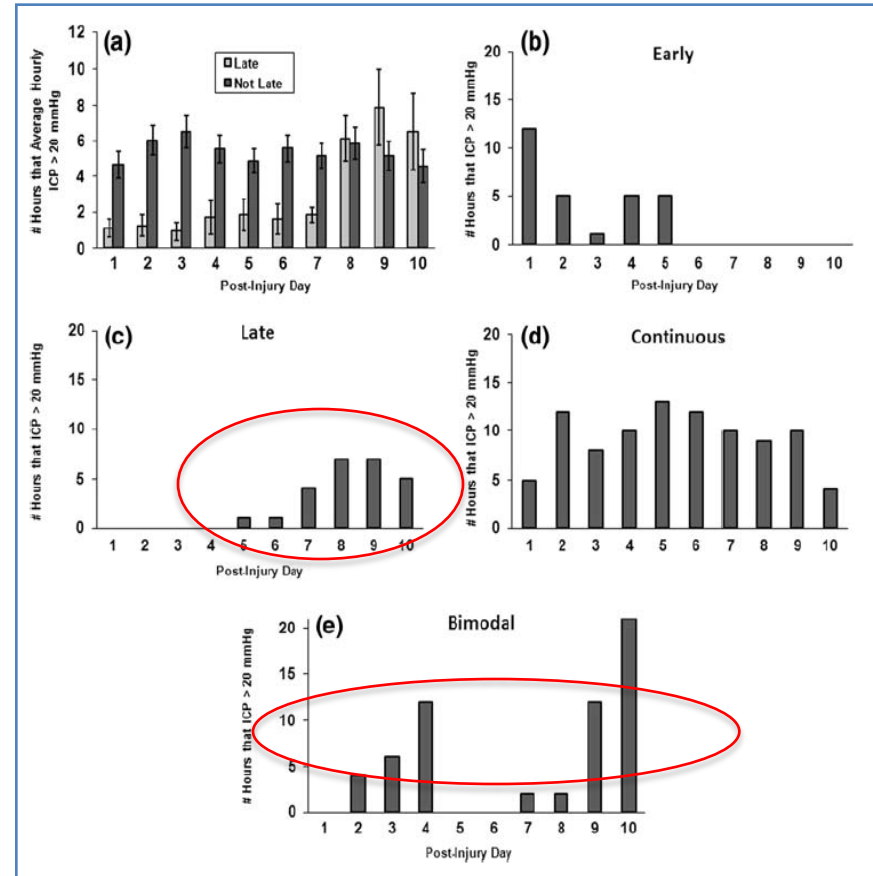 (a)
Late
Not Late
# Hours that Average Hourly
ICP > 20 mmHg
12
10
8
6
4
2
0
1 2 3 4 5 6 7 8 9 10
Post-Injury Day
(b)
Early
# Hours that ICP > 20 mmHg
20
15
10
5
0
1 2 3 4 5 6 7 8 9 10
Post-Injury Day
(c)
Late
# Hours that ICP > 20 mmHg
20
15
10
5
0
1 2 3 4 5 6 7 8 9 10
Post-Injury Day
(d)
Continuous
# Hours that ICP > 20 mmHg
20
15
10
5
0
1 2 3 4 5 6 7 8 9 10
(e)
Bimodal
# Hours that ICP > 20 mmHg
20
15
10
5
0
1 2 3 4 5 6 7 8 9 10
Post-Injury Day